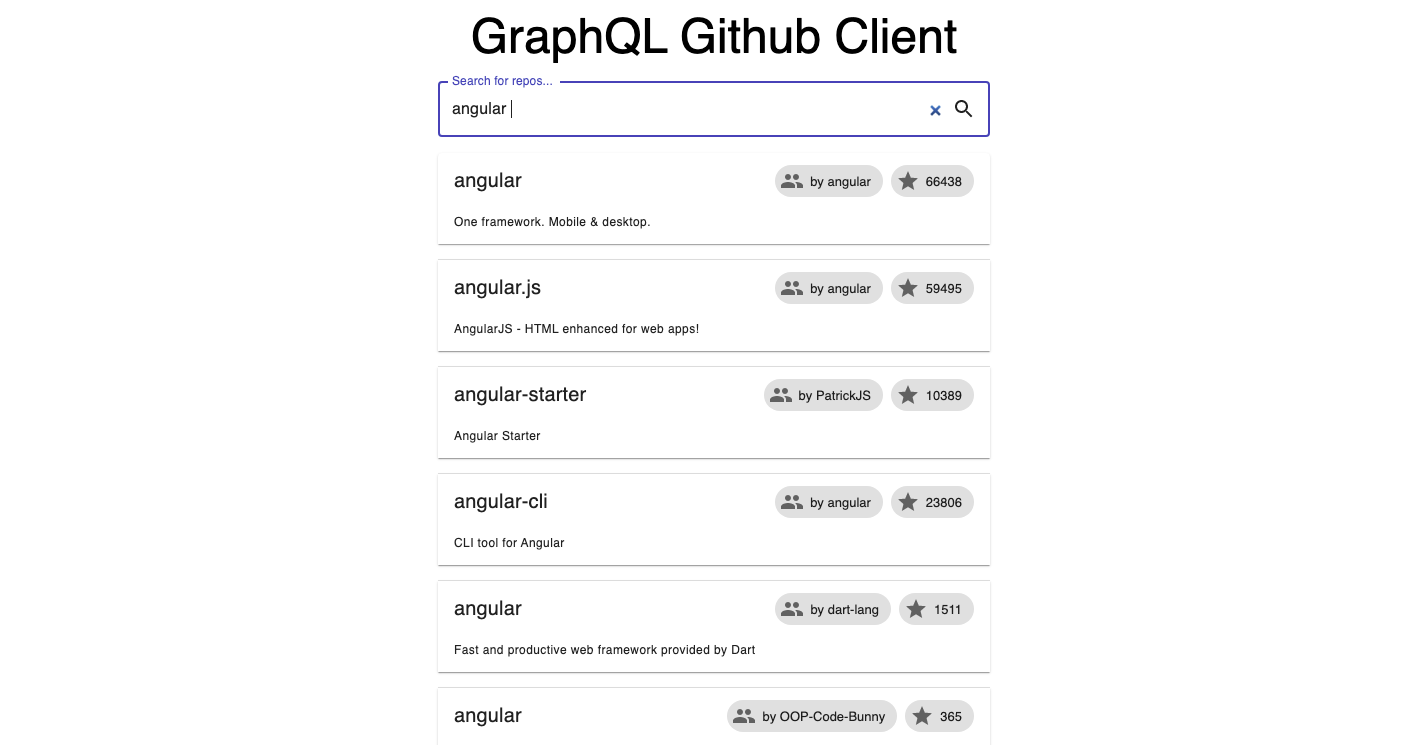 GraphQL Github Client
Search for repos...
angular
angular by angular 66438
One framework. Mobile & desktop.
angular.js by angular 59495
AngularJS - HTML enhanced for web apps!
angular-starter by PatrickJS 10389
Angular Starter
angular-cli by angular 23806
CLI tool for Angular
angular by dart-lang 1511
Fast and productive web framework provided by Dart
angular by OOP-Code-Bunny 365